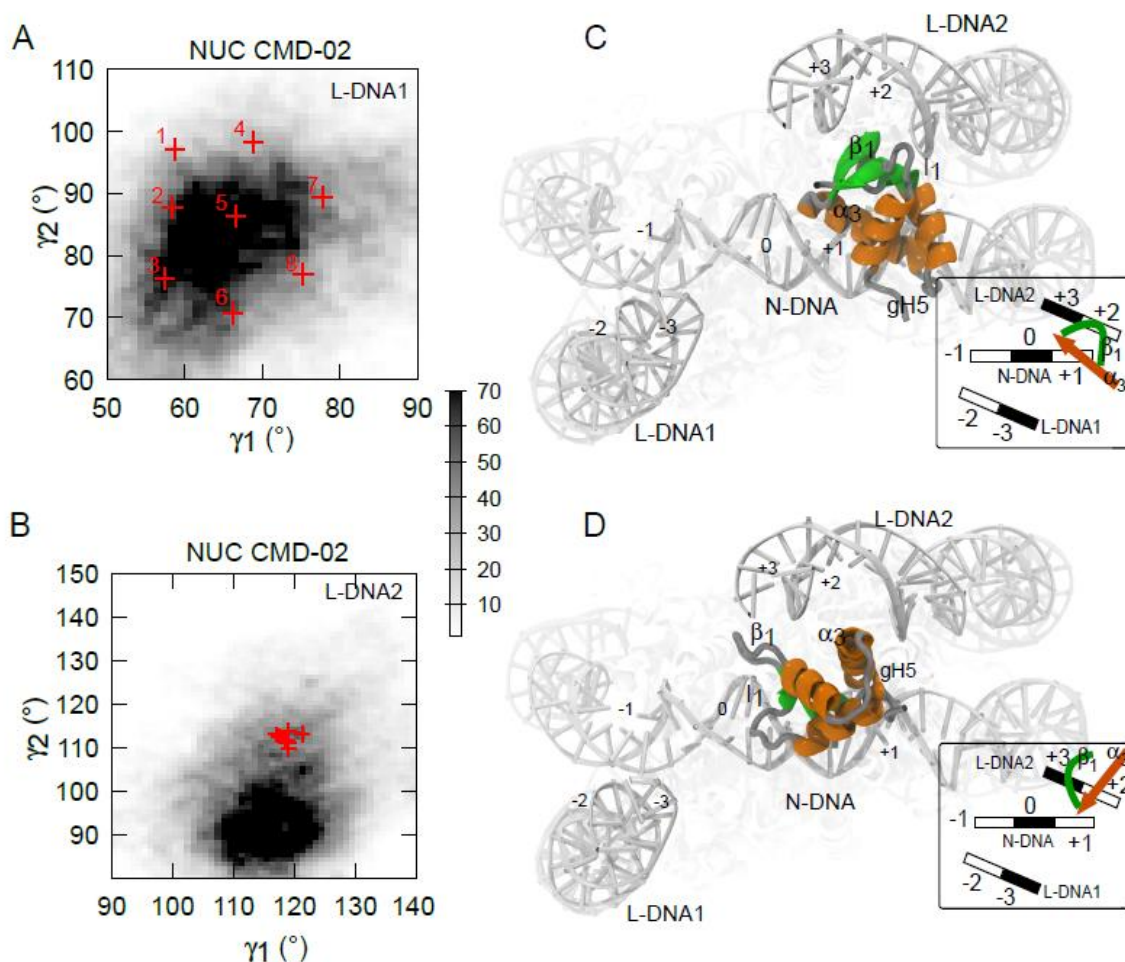 A
NUC CMD-02
L-DNA1
110
100
90
80
70
60
γ2 (°)
1
2
3
4
5
6
7
8
50 60 70 80 90
γ1 (°)
70
60
50
40
30
20
10
B
NUC CMD-02
L-DNA2
150
140
130
120
110
100
90
γ2 (°)
90 100 110 120 130 140
γ1 (°)
C
L-DNA2
+3
+2
β1
l1
α3
-1
0
+1
N-DNA
gH5
-2
-3
L-DNA1
L-DNA2
+3
+2
0
β1
-1
N-DNA
+1
α3
-2
-3
L-DNA1
D
L-DNA2
+3
+2
β1
α3
gH5
l1
-1
0
+1
N-DNA
-2
-3
L-DNA1
L-DNA2
+3
β1
+2
0
-1
+1
N-DNA
-2
-3
L-DNA1